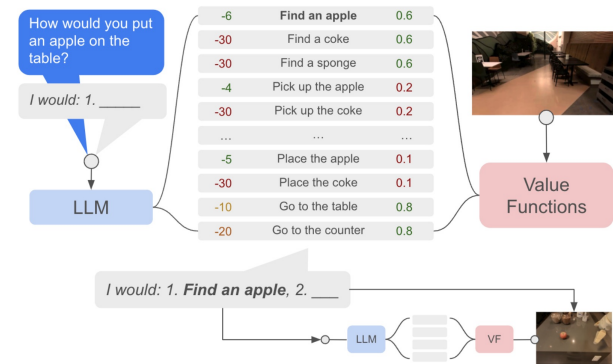 How would you put
an apple on the
table?
I would: 1. _____
LLM
-6 Find an apple 0.6
-30 Find a coke 0.6
-30 Find a sponge 0.6
-4 Pick up the apple 0.2
-30 Pick up the coke 0.2
... ... ...
-5 Place the apple 0.1
-30 Place the coke 0.1
-10 Go to the table 0.8
-20 Go to the counter 0.8
Value
Functions
I would: 1. Find an apple, 2. ___
LLM
VF